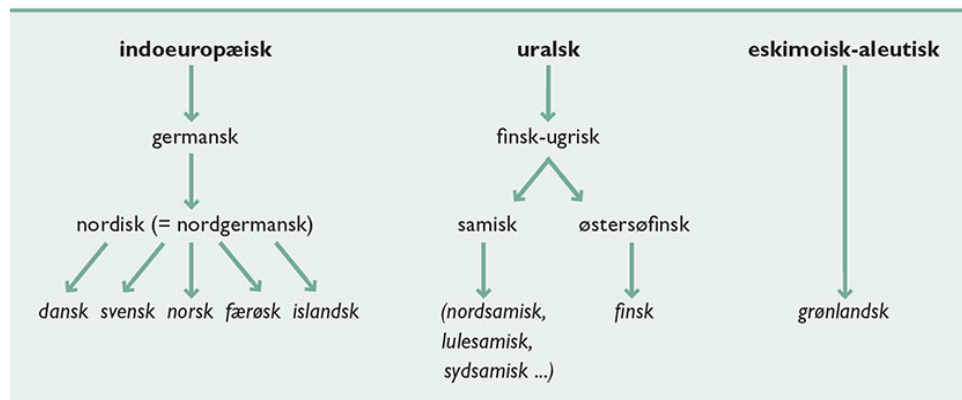 indoeuropæisk uralsk eskimoisk-aleutisk
germansk finsk-ugrisk
nordisk (= nordgermansk) samisk østersøfinsk
dansk svensk norsk færøsk islandsk (nordsamisk, finsk grønlandsk
lulesamisk,
sydsamisk ...)